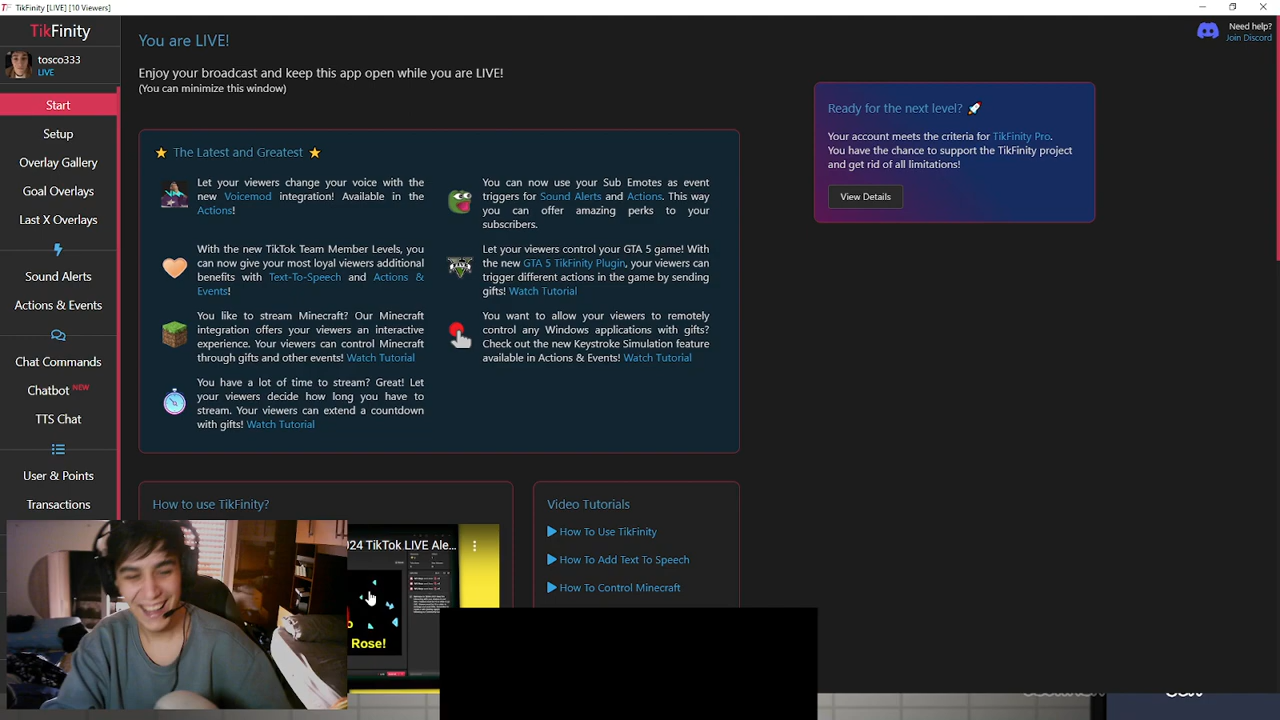 TikFinity [LIVE] [10 Viewers]
TikFinity
tosco333
LIVE
Start
Setup
Overlay Gallery
Goal Overlays
Last X Overlays
Sound Alerts
Actions & Events
Chat Commands
Chatbot NEW
TTS Chat
User & Points
Transactions
You are LIVE!
Enjoy your broadcast and keep this app open while you are LIVE!
(You can minimize this window)
The Latest and Greatest
Let your viewers change your voice with the
new Voicemod integration! Available in the
Actions!
With the new TikTok Team Member Levels, you
can now give your most loyal viewers additional
benefits with Text-To-Speech and Actions &
Events!
You like to stream Minecraft? Our Minecraft
integration offers your viewers an interactive
experience. Your viewers can control Minecraft
through gifts and other events! Watch Tutorial
You have a lot of time to stream? Great! Let
your viewers decide how long you have to
stream. Your viewers can extend a countdown
with gifts! Watch Tutorial
You can now use your Sub Emotes as event
triggers for Sound Alerts and Actions. This way
you can offer amazing perks to your
subscribers.
Let your viewers control your GTA 5 game! With
the new GTA 5 TikFinity Plugin, your viewers can
trigger different actions in the game by sending
gifts! Watch Tutorial
You want to allow your viewers to remotely
control any Windows applications with gifts?
Check out the new Keystroke Simulation feature
available in Actions & Events! Watch Tutorial
How to use TikFinity?
024 TikTok LIVE Ale...
Rose!
Video Tutorials
How To Use TikFinity
How To Add Text To Speech
How To Control Minecraft
Ready for the next level?
Your account meets the criteria for TikFinity Pro.
You have the chance to support the TikFinity project
and get rid of all limitations!
View Details
Need help?
Join Discord